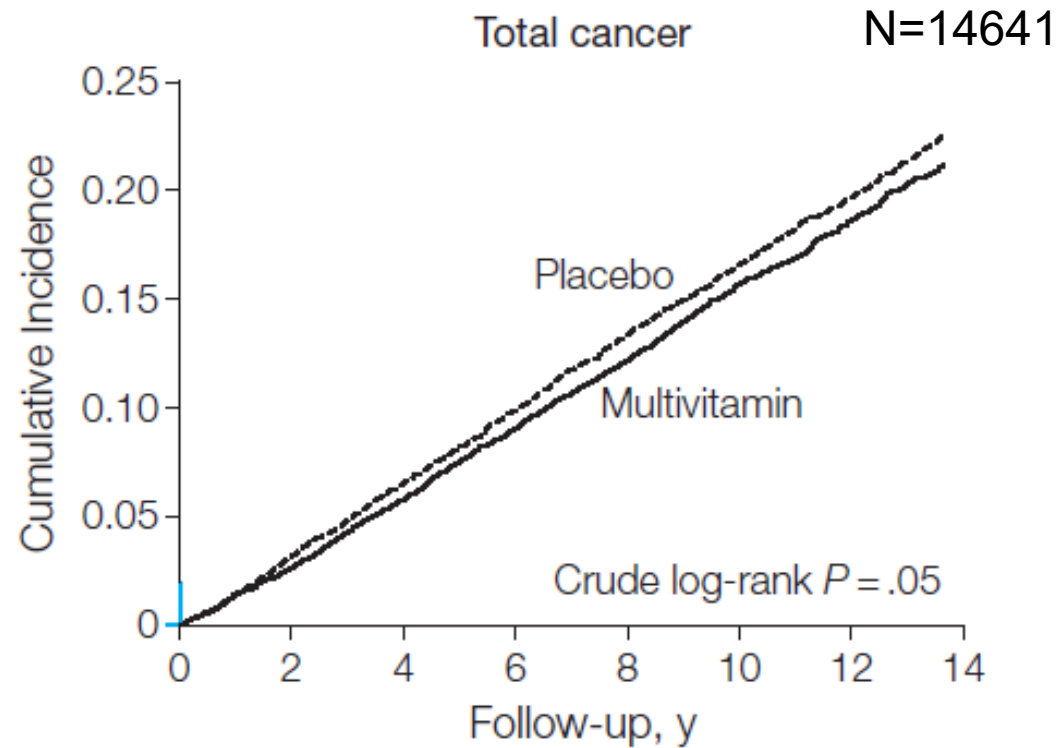 Total cancer
N=14641
Cumulative Incidence
0.25
0.20
0.15
0.10
0.05
0
Placebo
Multivitamin
Crude log-rank P = .05
0 2 4 6 8 10 12 14
Follow-up, y